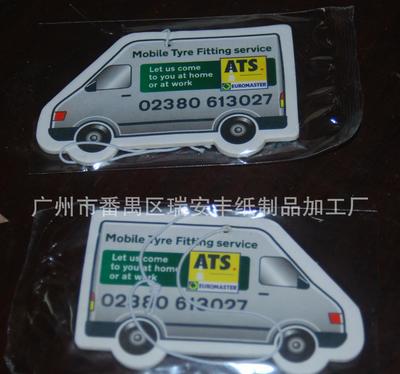 Mobile Tyre Fitting service
Let us come
to you at home
or at work
ATS
EUROMASTER
02380 613027
广州市番禺区瑞安丰纸制品加工厂
Mobile Tyre Fitting service
Let us come
to you at home
or at work
ATS
EUROMASTER
02380 613027